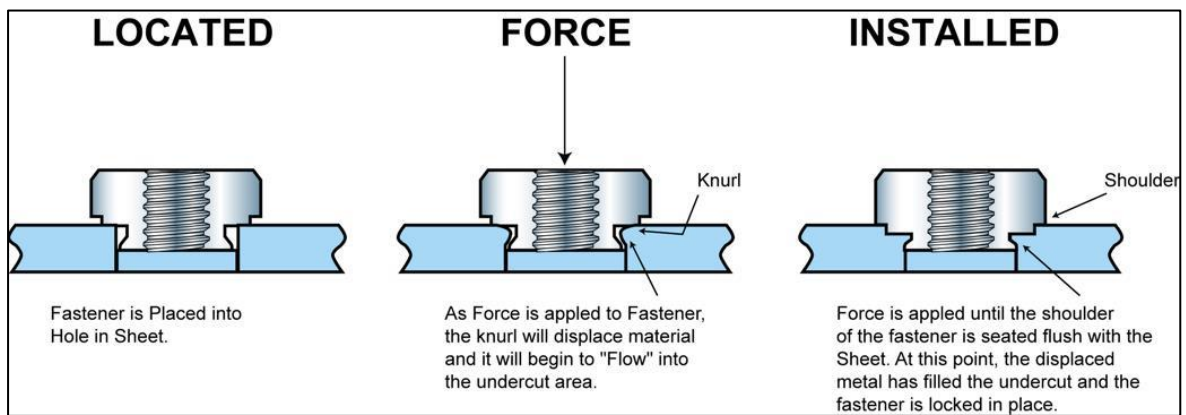 LOCATED
FORCE
INSTALLED
Knurl
Shoulder
Fastener is Placed into
Hole in Sheet.
As Force is appled to Fastener,
the knurl will displace material
and it will begin to "Flow" into
the undercut area.
Force is appled until the shoulder
of the fastener is seated flush with the
Sheet. At this point, the displaced
metal has filled the undercut and the
fastener is locked in place.